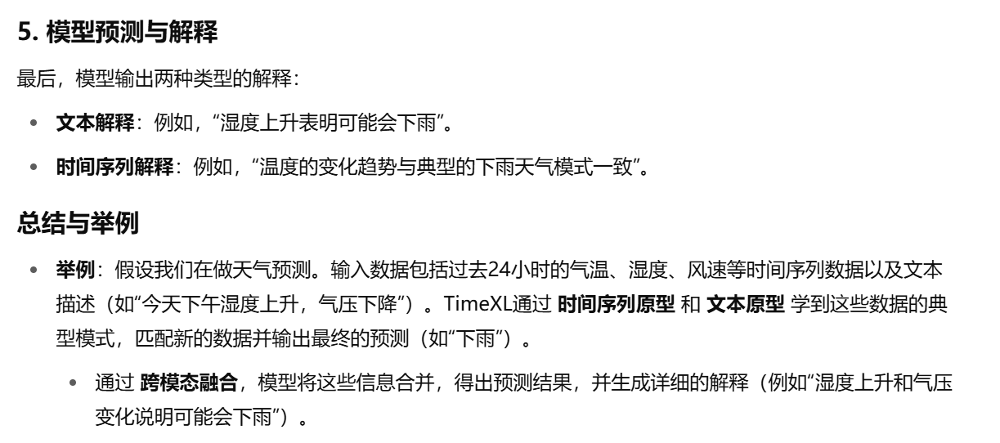 5. 模型预测与解释
最后，模型输出两种类型的解释：
• 文本解释：例如，“湿度上升表明可能会下雨”。
• 时间序列解释：例如，“温度的变化趋势与典型的下雨天气模式一致”。
总结与举例
• 举例：假设我们在做天气预测。输入数据包括过去24小时的气温、湿度、风速等时间序列数据以及文本
描述（如“今天下午湿度上升，气压下降”）。TimeXL通过 时间序列原型 和 文本原型 学到这些数据的典
型模式，匹配新的数据并输出最终的预测（如“下雨”）。
• 通过 跨模态融合，模型将这些信息合并，得出预测结果，并生成详细的解释（例如“湿度上升和气压
变化说明可能会下雨”）。